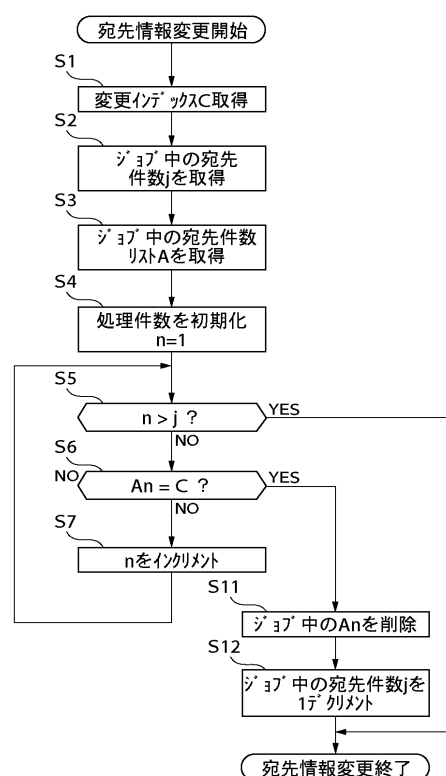 宛先情報変更開始
S1
変更ｲﾝﾃﾞｯｸｽC取得
S2
ｼﾞｮﾌﾞ中の宛先
件数jを取得
S3
ｼﾞｮﾌﾞ中の宛先件数
ﾘｽﾄAを取得
S4
処理件数を初期化
n=1
S5
n > j ?
YES
NO
S6
NO
An = C ?
YES
NO
S7
nをｲﾝｸﾘﾒﾝﾄ
S11
ｼﾞｮﾌﾞ中のAnを削除
S12
ｼﾞｮﾌﾞ中の宛先件数jを
1ﾃﾞｸﾘﾒﾝﾄ
宛先情報変更終了